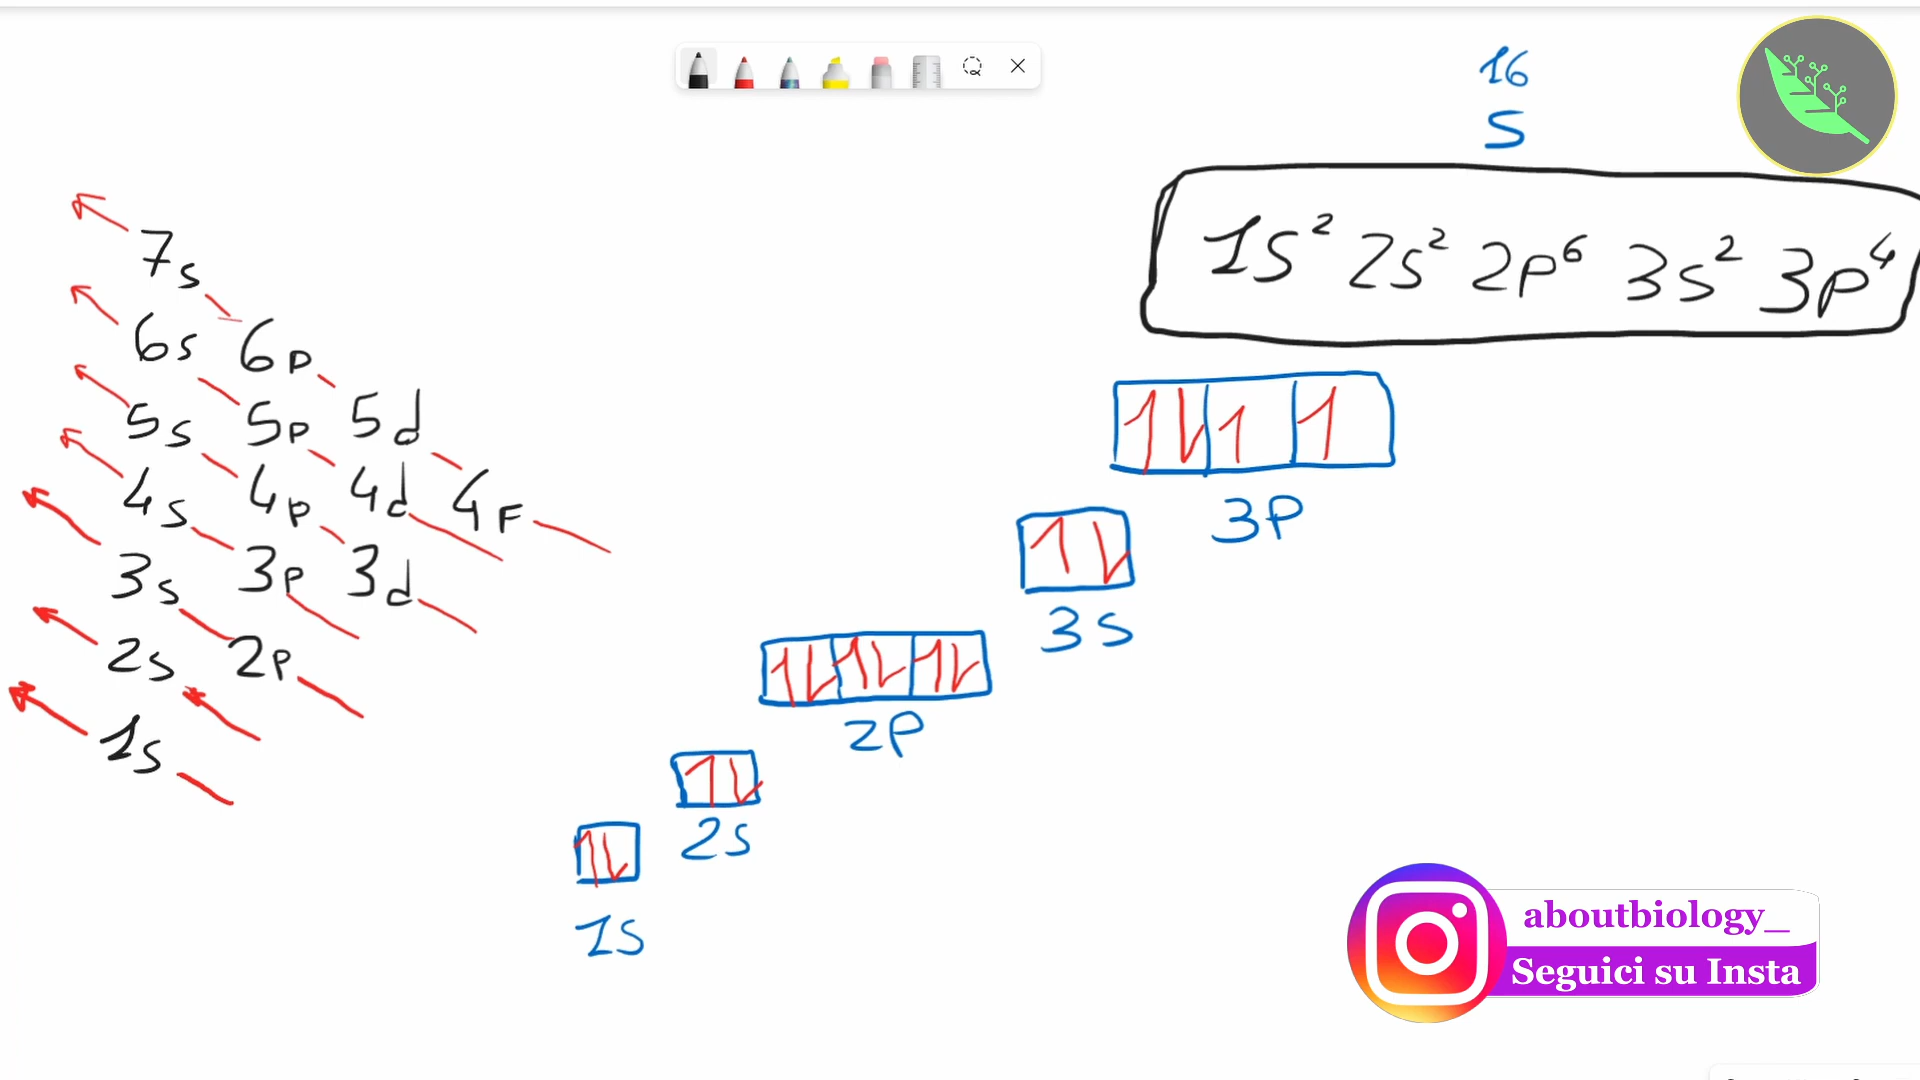 16
S
1s² 2s² 2p⁶ 3s² 3p⁴
7s
6s 6p
5s 5p 5d
4s 4p 4d 4F
3s 3p 3d
2s 2p
1s
3P
3s
2P
2s
1s
aboutbiology_
Seguici su Insta